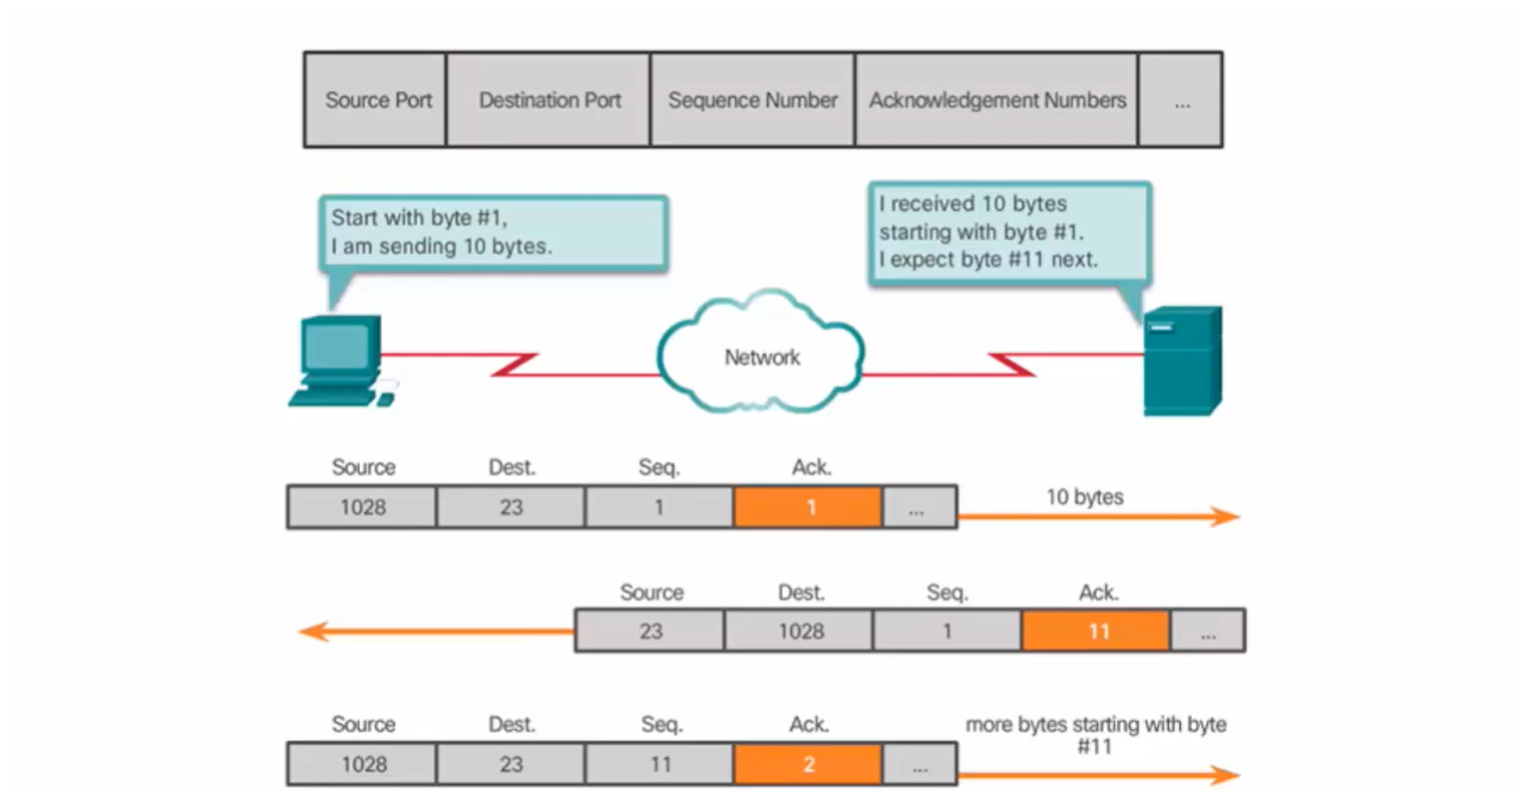 Source Port Destination Port Sequence Number Acknowledgement Numbers ...
Start with byte #1,
I am sending 10 bytes.
I received 10 bytes
starting with byte #1.
I expect byte #11 next.
Network
Source Dest. Seq. Ack.
1028 23 1 1 ...
10 bytes
Source Dest. Seq. Ack.
23 1028 1 11 ...
Source Dest. Seq. Ack.
1028 23 11 2 ...
more bytes starting with byte
#11